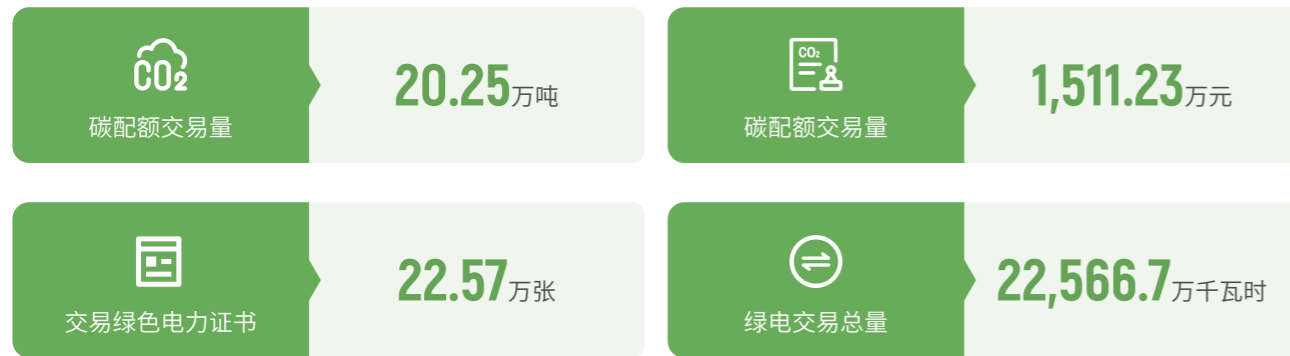 CO2
碳配额交易量
20.25万吨
CO₂
碳配额交易量
1,511.23万元
交易绿色电力证书
22.57万张
绿电交易总量
22,566.7万千瓦时